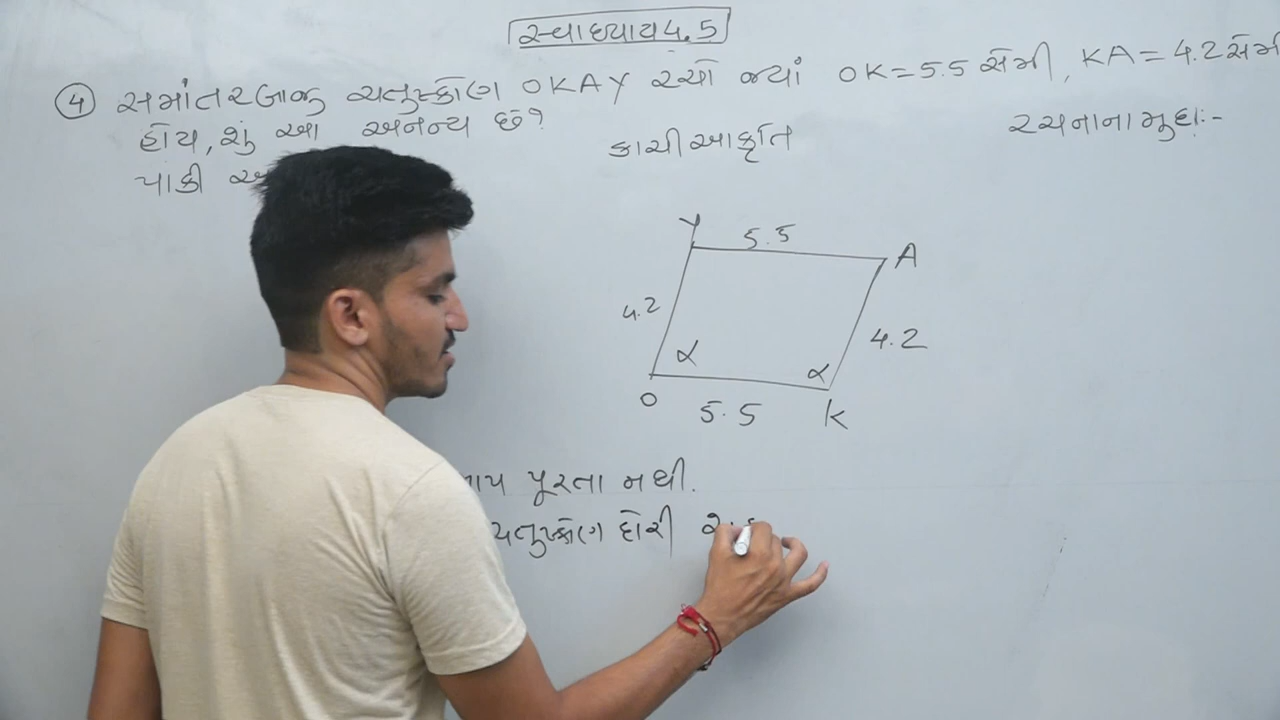 સ્વાધ્યાય 4.5
4 સમાંતરબાજુ ચતુષ્કોણ OKAY રચો જ્યાં OK=5.5 સેમી, KA=4.2 સેમી
હોય, શું આ અનન્ય છે?
કાચીઆકૃતિ
રચનાના મુદ્દા:-
Y
5.5
A
4.2
4.2
α
α
O
5.5
K
પૂરતા નથી.
ચતુષ્કોણ દોરી